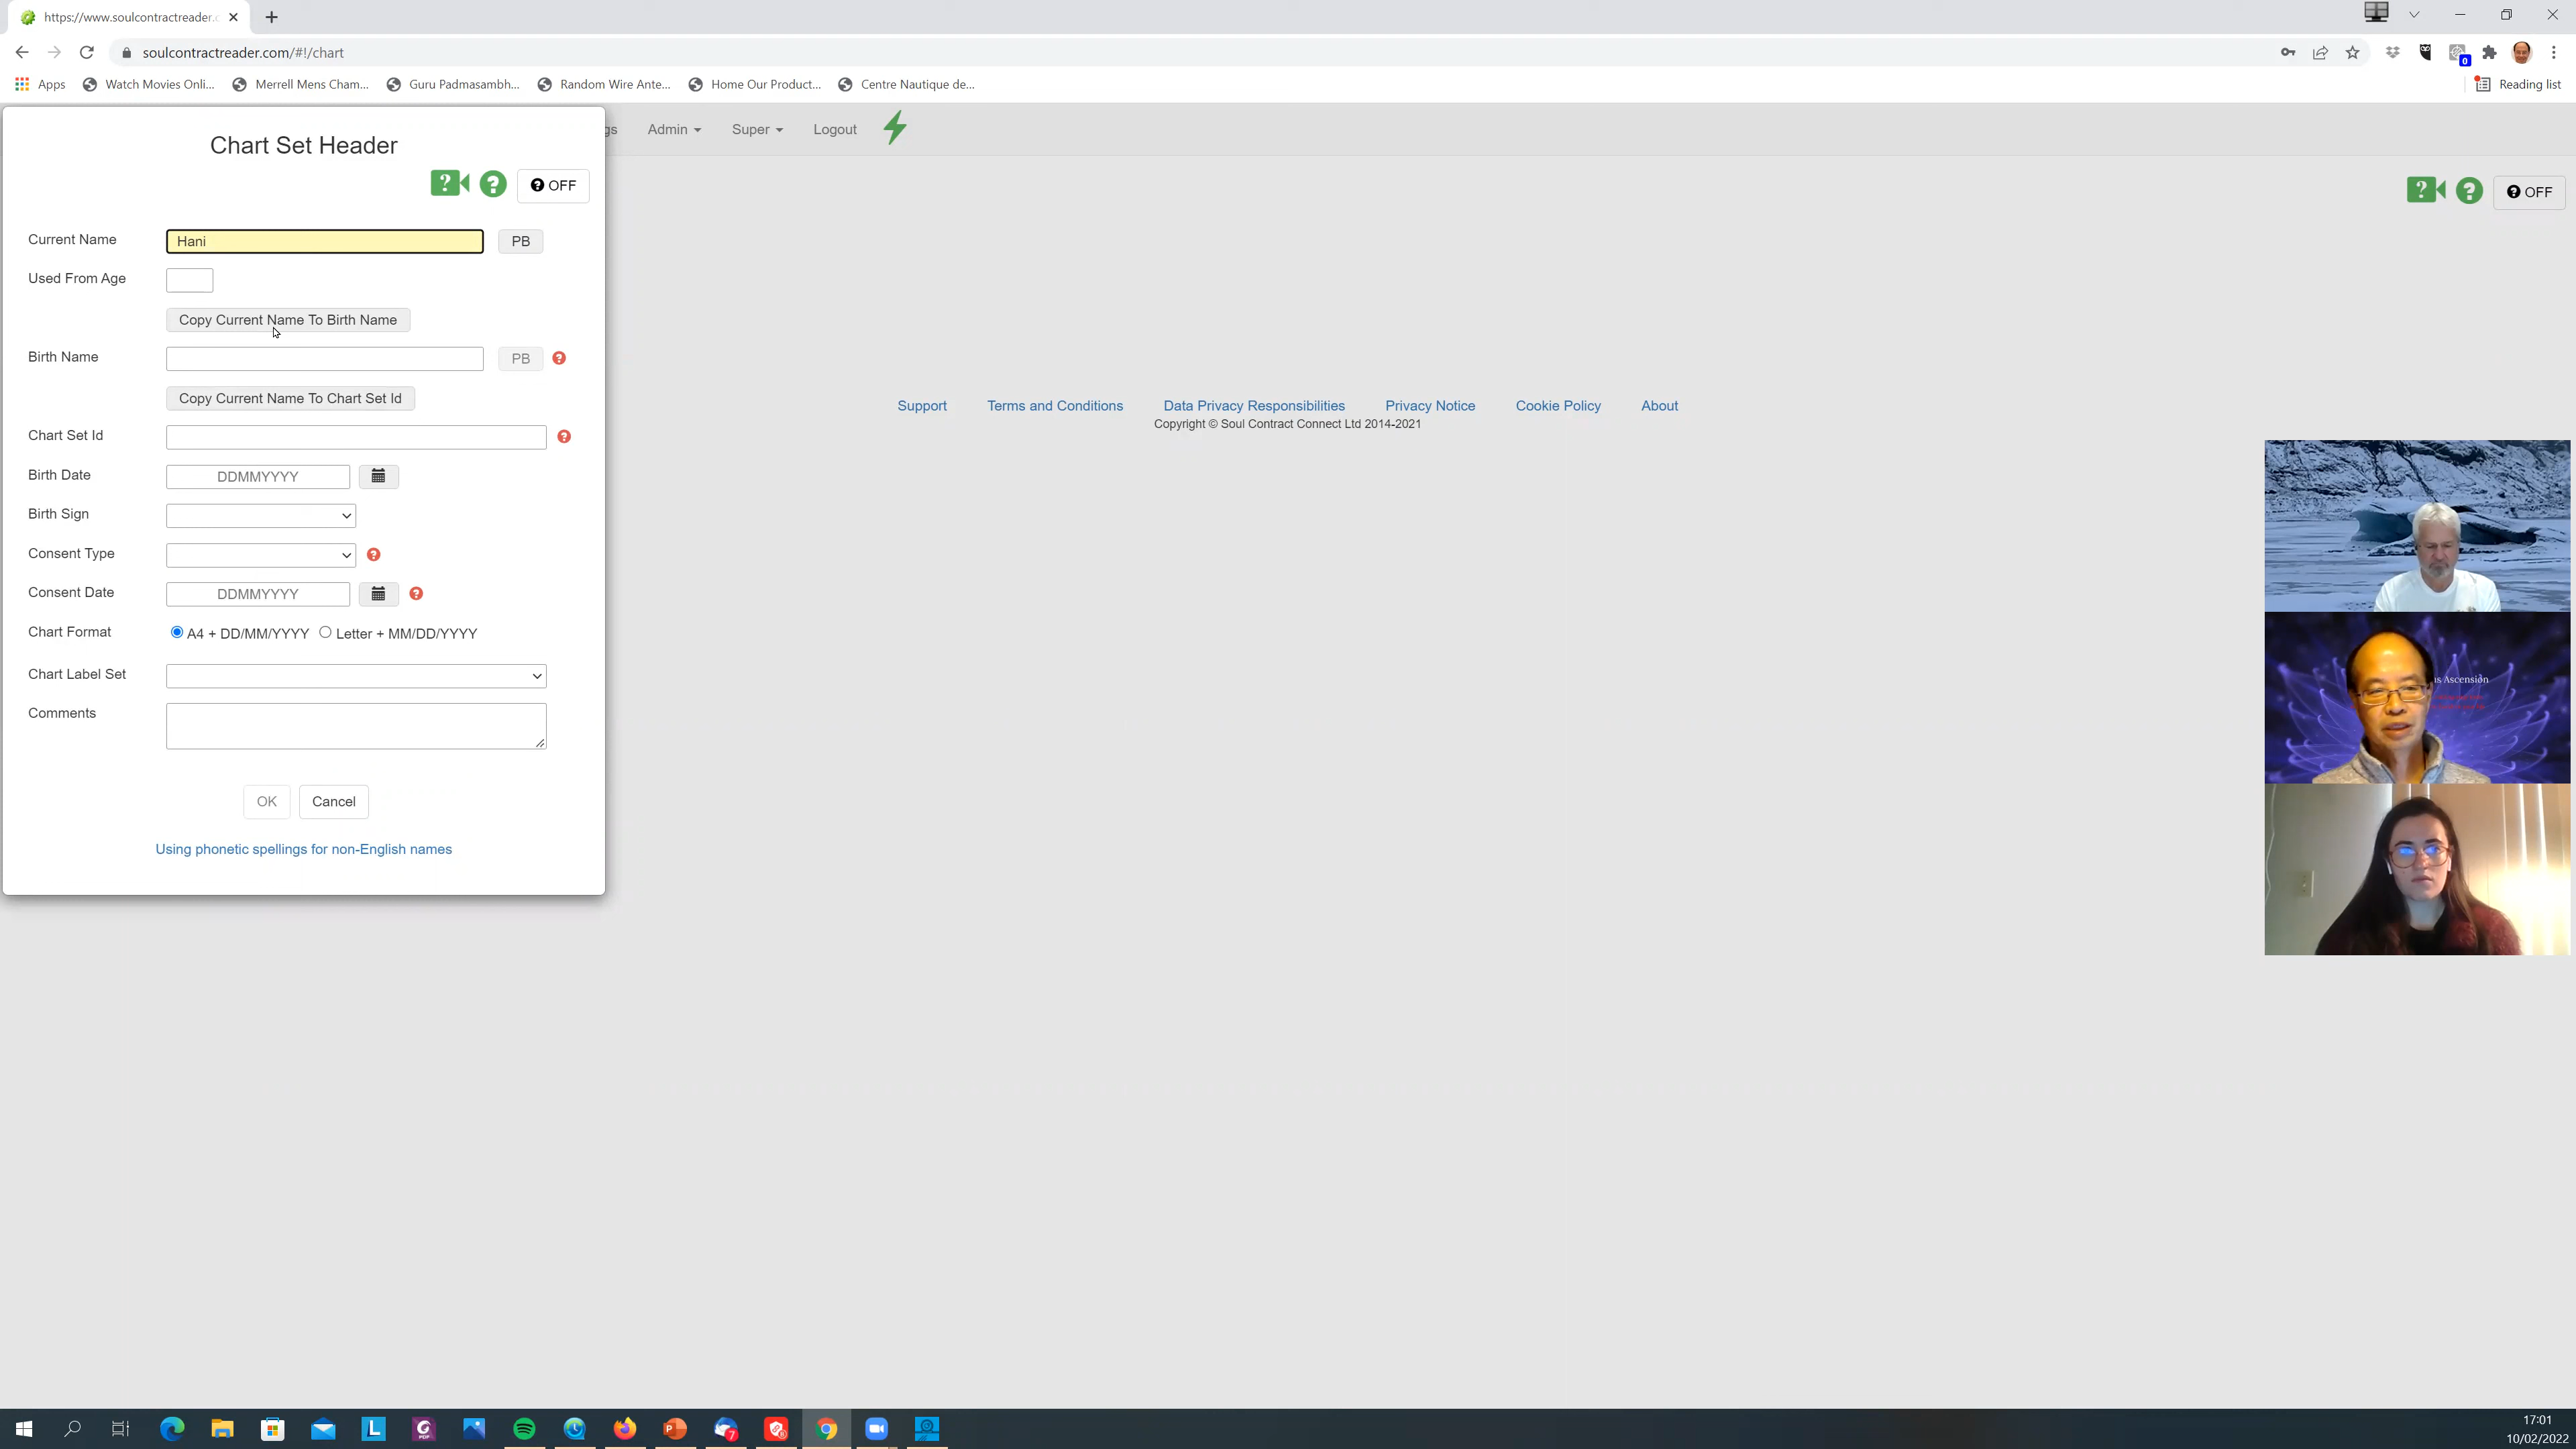 https://www.soulcontractreader.c
soulcontractreader.com/#!/chart
0
Apps
Watch Movies Onli...
Merrell Mens Cham...
Guru Padmasambh...
Random Wire Ante...
Home Our Product...
Centre Nautique de...
Reading list
gs
Admin
Super
Logout
Chart Set Header
? ? ? OFF
? ? ? OFF
Current Name
Hani
PB
Used From Age
Copy Current Name To Birth Name
Birth Name
PB
?
Copy Current Name To Chart Set Id
Chart Set Id
?
Birth Date
DDMMYYYY
Birth Sign
Consent Type
?
Consent Date
DDMMYYYY
?
Chart Format
A4 + DD/MM/YYYY
Letter + MM/DD/YYYY
Chart Label Set
Comments
OK
Cancel
Using phonetic spellings for non-English names
Support
Terms and Conditions
Data Privacy Responsibilities
Privacy Notice
Cookie Policy
About
Copyright © Soul Contract Connect Ltd 2014-2021
is Ascension
L
PDF
P
7
17:01
10/02/2022